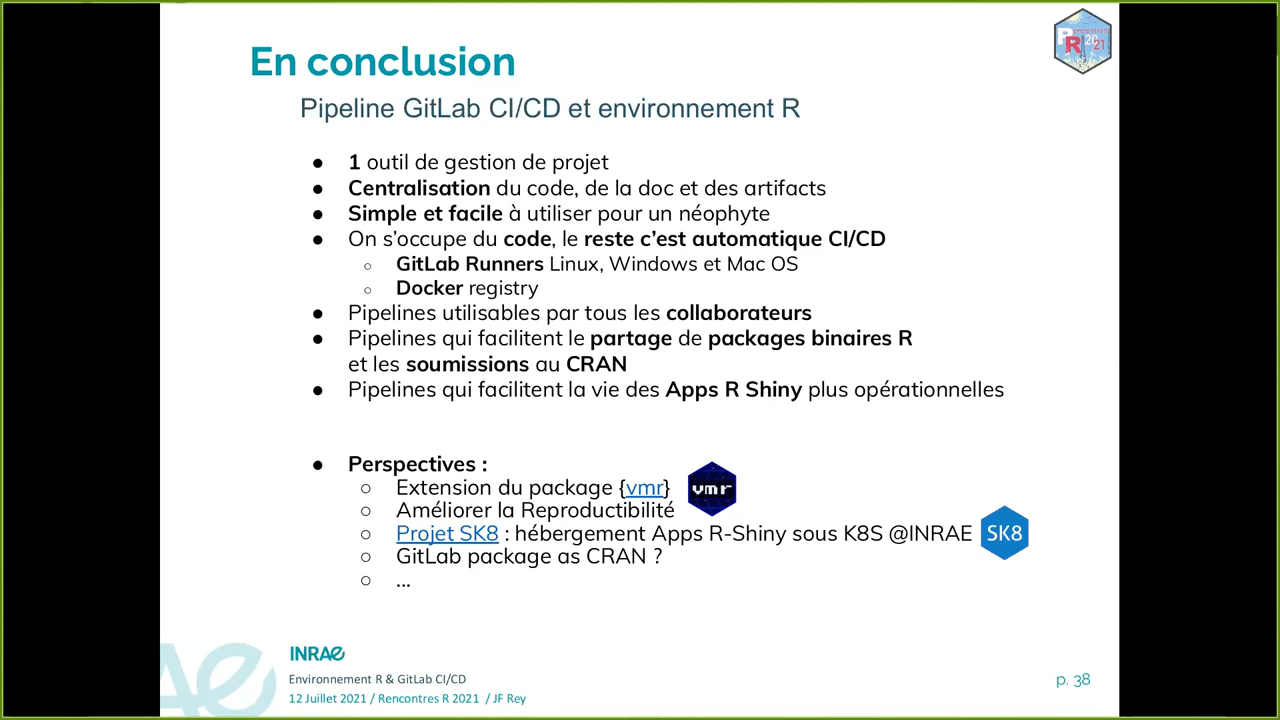 En conclusion
Rencontres
R 20
R 21
Pipeline GitLab CI/CD et environnement R
● 1 outil de gestion de projet
● Centralisation du code, de la doc et des artifacts
● Simple et facile à utiliser pour un néophyte
● On s’occupe du code, le reste c’est automatique CI/CD
○ GitLab Runners Linux, Windows et Mac OS
○ Docker registry
● Pipelines utilisables par tous les collaborateurs
● Pipelines qui facilitent le partage de packages binaires R
et les soumissions au CRAN
● Pipelines qui facilitent la vie des Apps R Shiny plus opérationnelles
● Perspectives :
○ Extension du package {vmr}
vmr
○ Améliorer la Reproductibilité
○ Projet SK8 : hébergement Apps R-Shiny sous K8S @INRAE
SK8
○ GitLab package as CRAN ?
○ ...
INRAE
Environnement R & GitLab CI/CD
12 Juillet 2021 / Rencontres R 2021 / JF Rey
p. 38